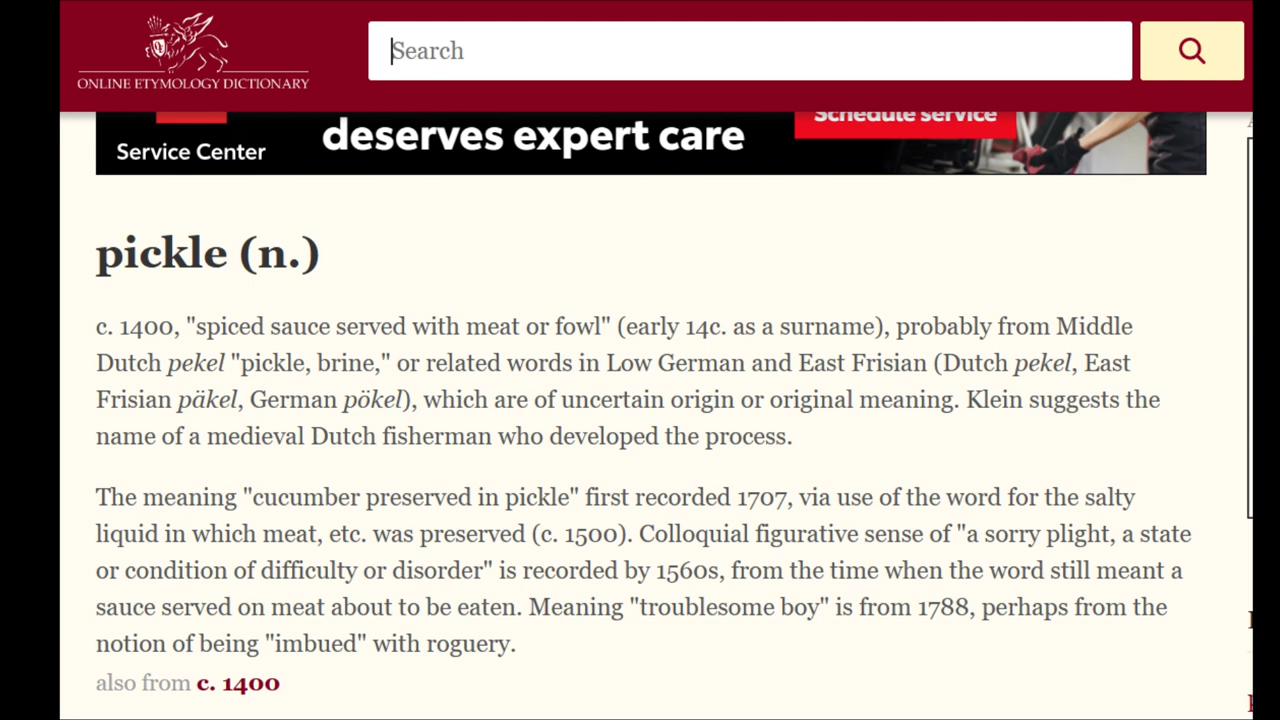 ONLINE ETYMOLOGY DICTIONARY
Search
Service Center
deserves expert care
Schedule service
pickle (n.)
c. 1400, "spiced sauce served with meat or fowl" (early 14c. as a surname), probably from Middle
Dutch pekel "pickle, brine," or related words in Low German and East Frisian (Dutch pekel, East
Frisian päkel, German pökel), which are of uncertain origin or original meaning. Klein suggests the
name of a medieval Dutch fisherman who developed the process.
The meaning "cucumber preserved in pickle" first recorded 1707, via use of the word for the salty
liquid in which meat, etc. was preserved (c. 1500). Colloquial figurative sense of "a sorry plight, a state
or condition of difficulty or disorder" is recorded by 1560s, from the time when the word still meant a
sauce served on meat about to be eaten. Meaning "troublesome boy" is from 1788, perhaps from the
notion of being "imbued" with roguery.
also from c. 1400